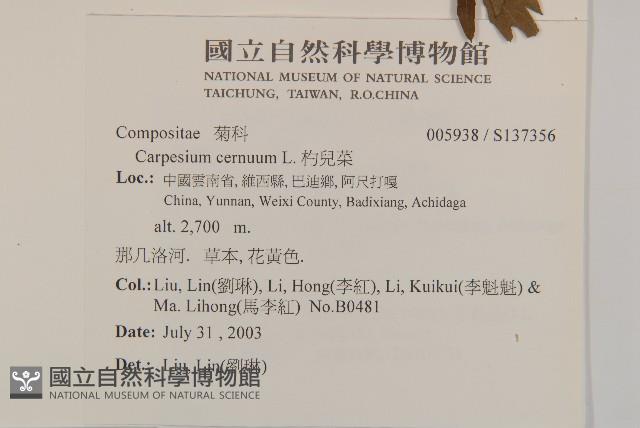 國立自然科學博物館
NATIONAL MUSEUM OF NATURAL SCIENCE
TAICHUNG, TAIWAN, R.O.CHINA
Compositae 菊科 005938 / S137356
Carpesium cernuum L. 杓兒菜
Loc.: 中國雲南省, 維西縣, 巴迪鄉, 阿尺打嘎
China, Yunnan, Weixi County, Badixiang, Achidaga
alt. 2,700 m.
那几洛河. 草本, 花黃色.
Col.: Liu, Lin(劉琳), Li, Hong(李紅), Li, Kuikui(李魁魁) &
Ma. Lihong(馬李紅) No.B0481
Date: July 31 , 2003
Det.: Liu, Lin(劉琳)
國立自然科學博物館
NATIONAL MUSEUM OF NATURAL SCIENCE